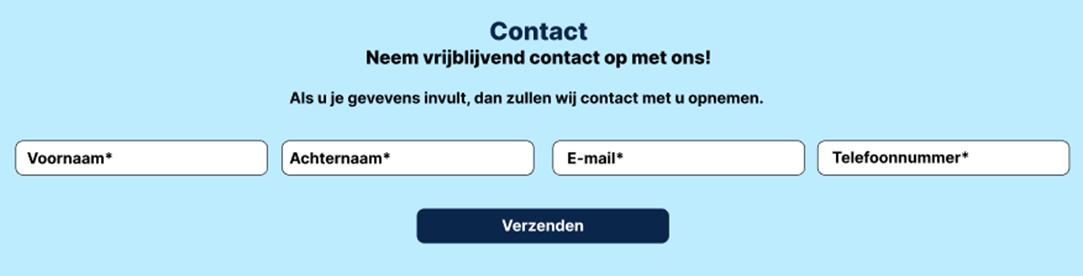 Contact
Neem vrijblijvend contact op met ons!
Als u je gevevens invult, dan zullen wij contact met u opnemen.
Voornaam*
Achternaam*
E-mail*
Telefoonnummer*
Verzenden